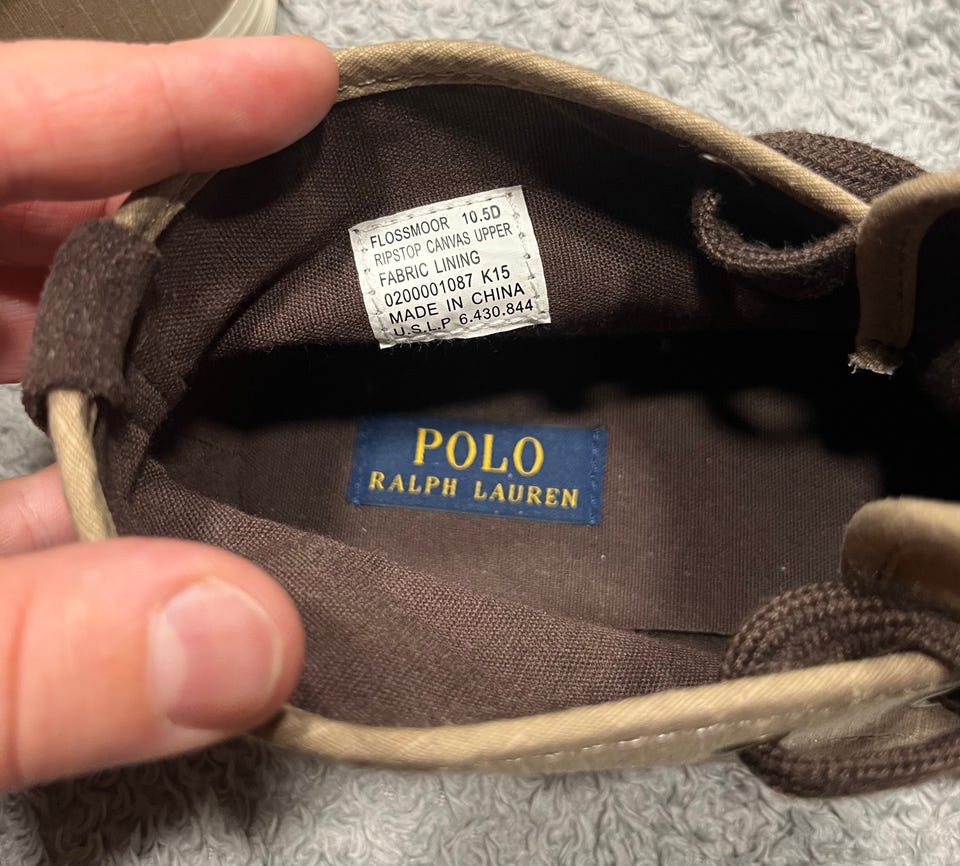 FLOSSMOOR 10.5D
RIPSTOP CANVAS UPPER
FABRIC LINING
0200001087 K15
MADE IN CHINA
U.S.L.P 6.430.844
POLO
RALPH LAUREN